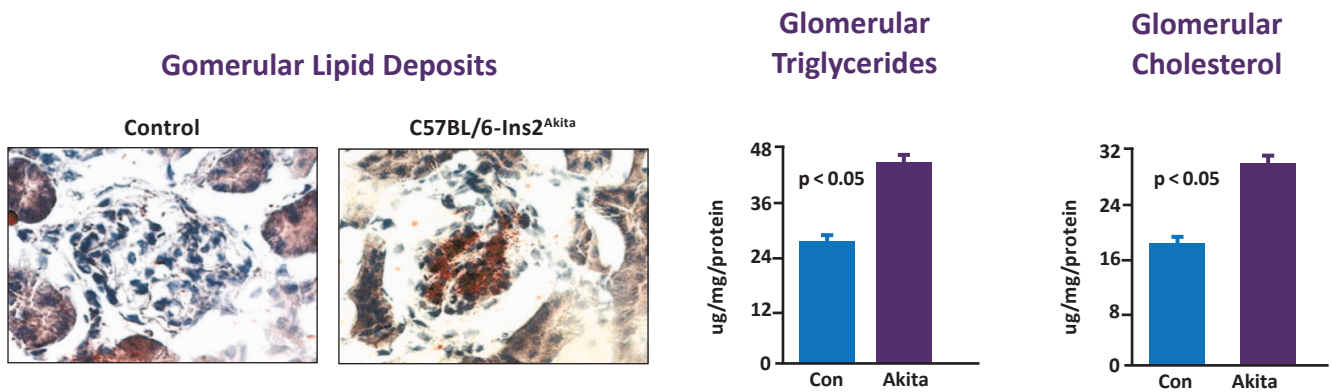 Gomerular Lipid Deposits
Control
C57BL/6-Ins2Akita
Glomerular
Triglycerides
48
36
24
12
0
ug/mg/protein
p < 0.05
Con Akita
Glomerular
Cholesterol
32
24
16
8
0
ug/mg/protein
p < 0.05
Con Akita